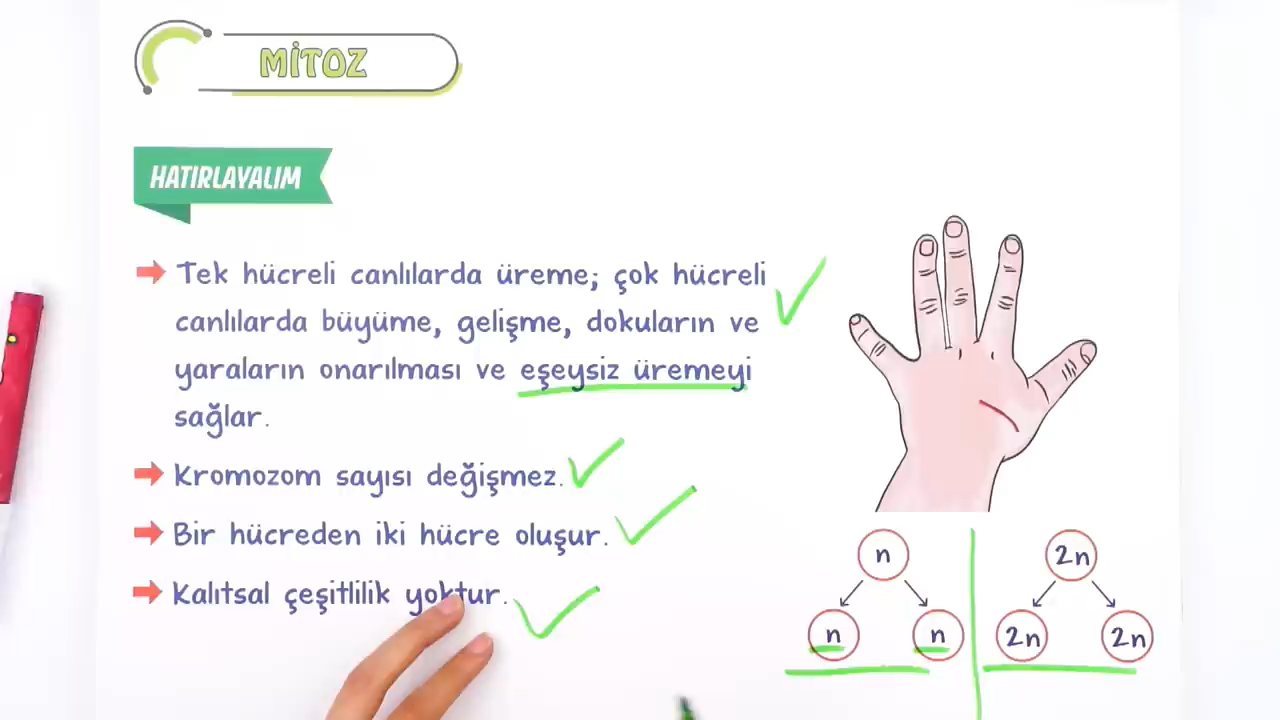 MİTOZ
HATIRLAYALIM
Tek hücreli canlılarda üreme; çok hücreli
canlılarda büyüme, gelişme, dokuların ve
yaraların onarılması ve eşeysiz üremeyi
sağlar.
Kromozom sayısı değişmez.
Bir hücreden iki hücre oluşur.
Kalıtsal çeşitlilik yoktur.
n 2n
n n 2n 2n